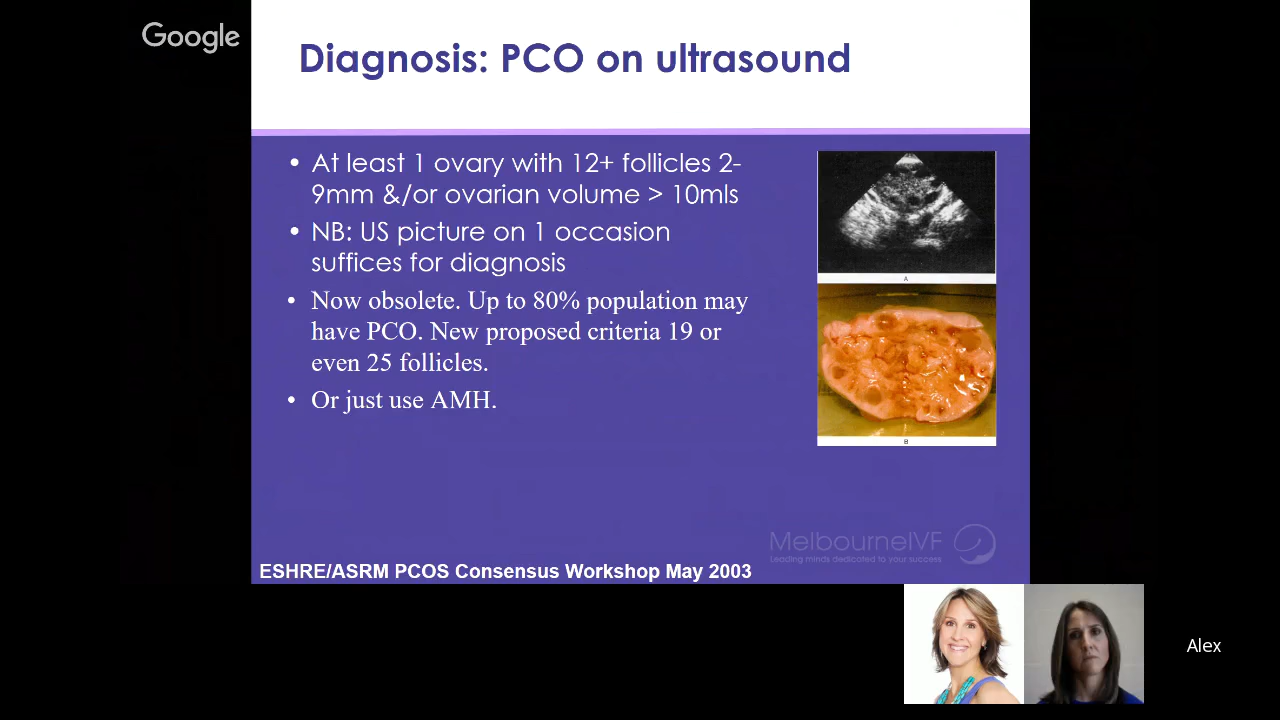 Google
Diagnosis: PCO on ultrasound
• At least 1 ovary with 12+ follicles 2-
9mm &/or ovarian volume > 10mls
• NB: US picture on 1 occasion
suffices for diagnosis
• Now obsolete. Up to 80% population may
have PCO. New proposed criteria 19 or
even 25 follicles.
• Or just use AMH.
A
B
MelbourneIVF
Leading minds dedicated to your success
ESHRE/ASRM PCOS Consensus Workshop May 2003
Alex